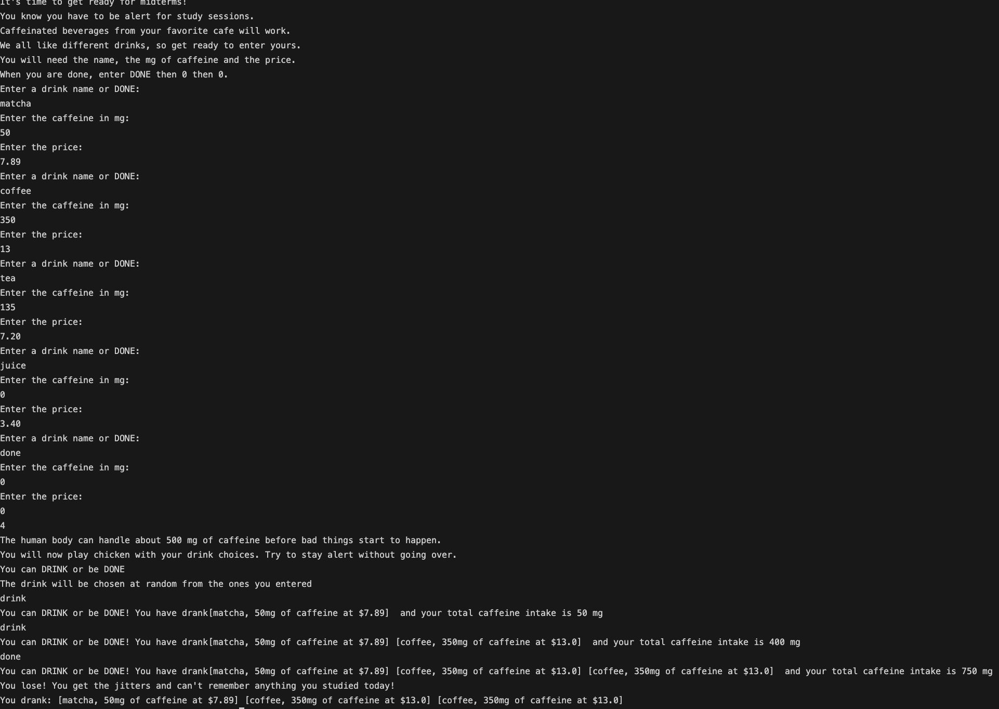 It's time to get ready for midterms!
You know you have to be alert for study sessions.
Caffeinated beverages from your favorite cafe will work.
We all like different drinks, so get ready to enter yours.
You will need the name, the mg of caffeine and the price.
When you are done, enter DONE then 0 then 0.
Enter a drink name or DONE:
matcha
Enter the caffeine in mg:
50
Enter the price:
7.89
Enter a drink name or DONE:
coffee
Enter the caffeine in mg:
350
Enter the price:
13
Enter a drink name or DONE:
tea
Enter the caffeine in mg:
135
Enter the price:
7.20
Enter a drink name or DONE:
juice
Enter the caffeine in mg:
0
Enter the price:
3.40
Enter a drink name or DONE:
done
Enter the caffeine in mg:
0
Enter the price:
0
4
The human body can handle about 500 mg of caffeine before bad things start to happen.
You will now play chicken with your drink choices. Try to stay alert without going over.
You can DRINK or be DONE
The drink will be chosen at random from the ones you entered
drink
You can DRINK or be DONE! You have drank[matcha, 50mg of caffeine at $7.89]  and your total caffeine intake is 50 mg
drink
You can DRINK or be DONE! You have drank[matcha, 50mg of caffeine at $7.89] [coffee, 350mg of caffeine at $13.0]  and your total caffeine intake is 400 mg
done
You can DRINK or be DONE! You have drank[matcha, 50mg of caffeine at $7.89] [coffee, 350mg of caffeine at $13.0] [coffee, 350mg of caffeine at $13.0]  and your total caffeine intake is 750 mg
You lose! You get the jitters and can't remember anything you studied today!
You drank: [matcha, 50mg of caffeine at $7.89] [coffee, 350mg of caffeine at $13.0] [coffee, 350mg of caffeine at $13.0]